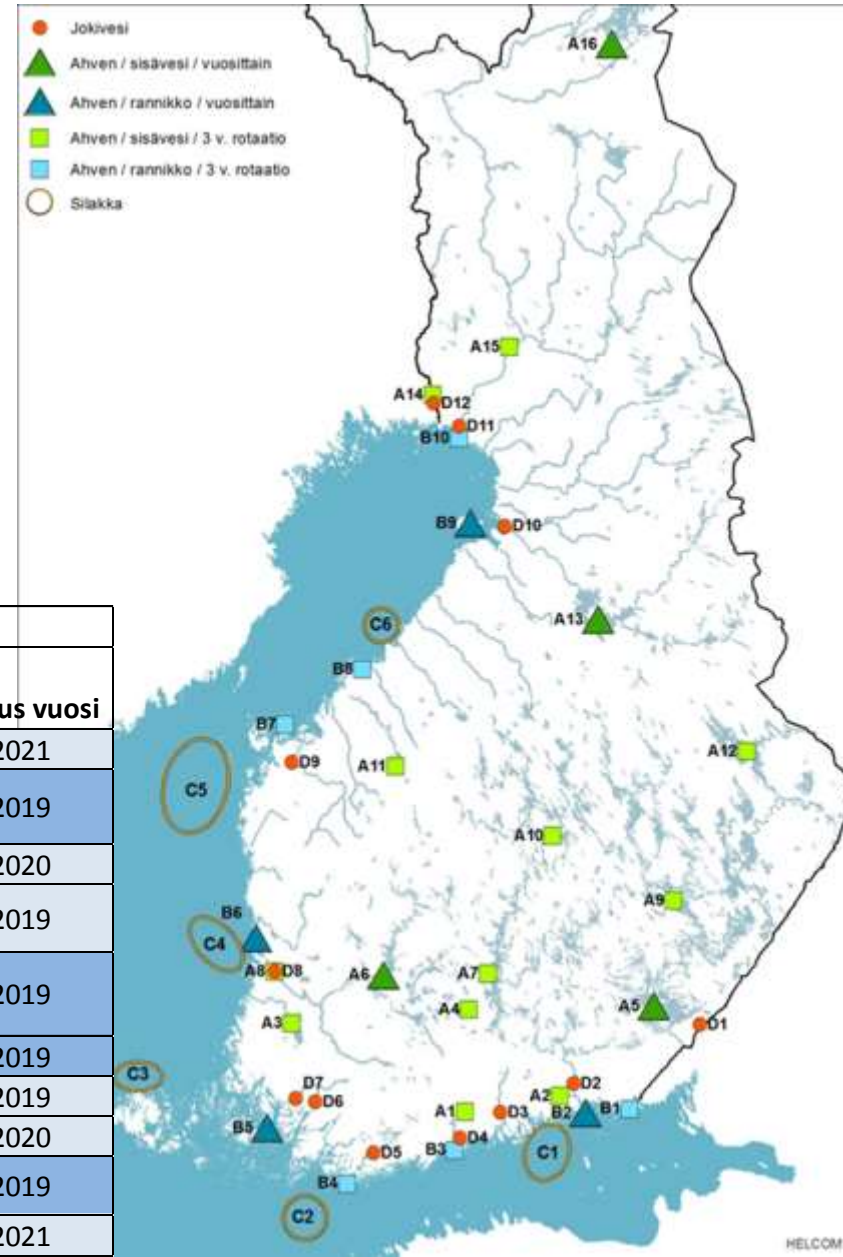 Jokivesi
Ahven / sisävesi / vuosittain
Ahven / rannikko / vuosittain
Ahven / sisävesi / 3 v. rotaatio
Ahven / rannikko / 3 v. rotaatio
Silakka
A16
A15
A14
D12
D11
B10
B9
D10
A13
C6
B8
B7
D9
A11
A12
C5
A10
A9
B6
C4
A8
D8
A6
A7
A5
A4
D1
A3
C3
D7
D6
D2
A2
B2
B1
A1
D3
B5
D4
B3
C1
D5
B4
C2
HELCOM
us vuosi
2021
2019
2020
2019
2019
2019
2019
2020
2019
2021